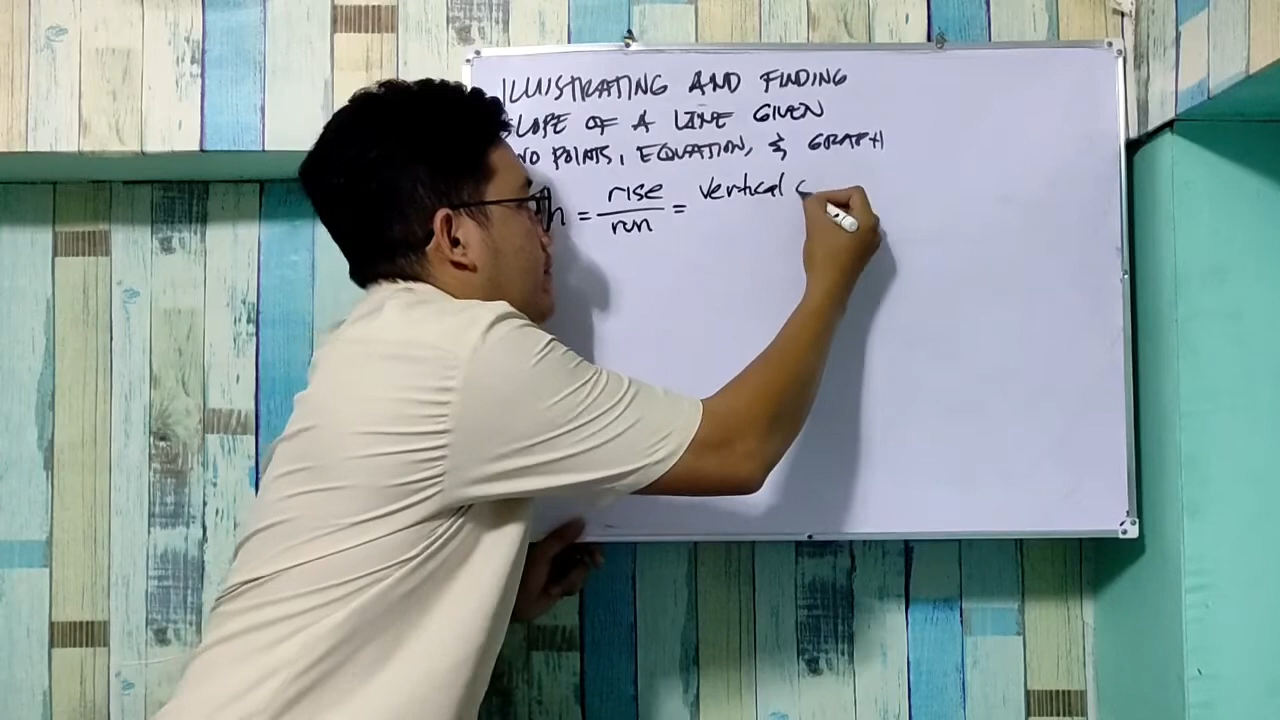 ILLUSTRATING AND FINDING
SLOPE OF A LINE GIVEN
POINTS, EQUATION, & GRAPH
= rise / run = vertical c